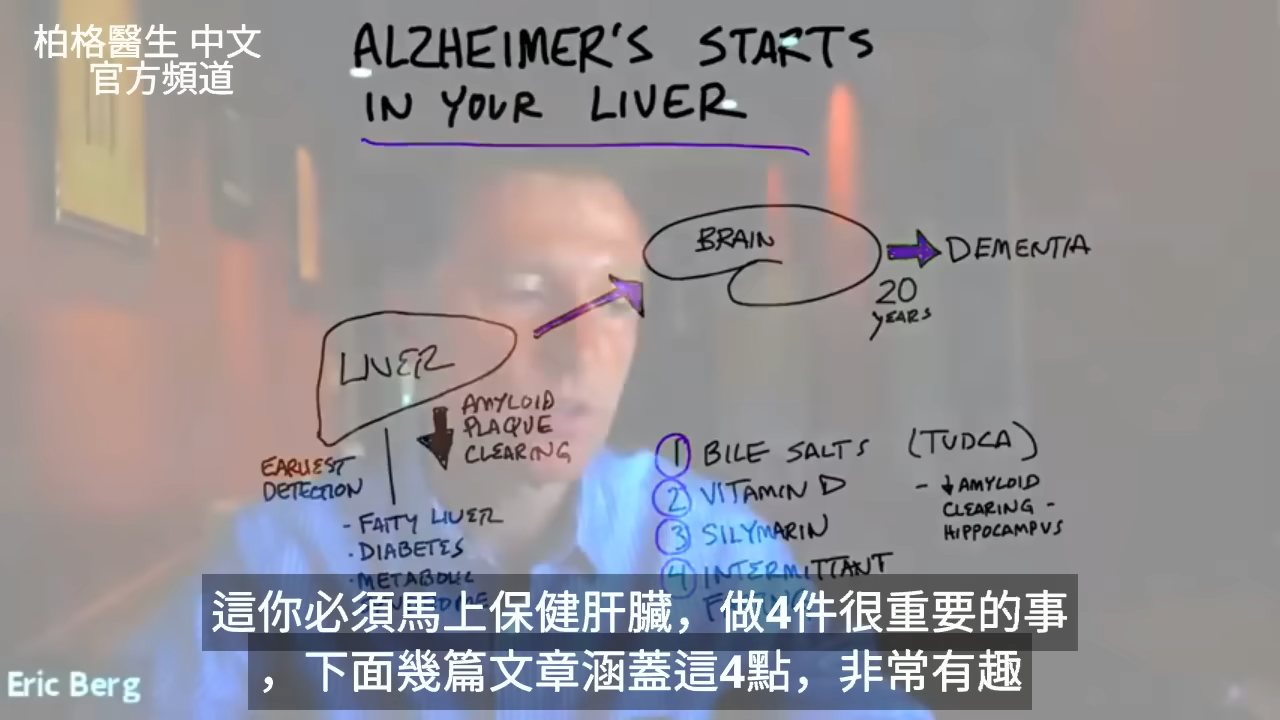 柏格醫生 中文
官方頻道
ALZHEIMER'S STARTS
IN YOUR LIVER
BRAIN
DEMENTIA
20
YEARS
LIVER
AMYLOID
PLAQUE
CLEARING
EARLIEST
DETECTION
- FATTY LIVER
· DIABETES
· METABOLIC
1 BILE SALTS (TUDCA)
2 VITAMIN D
3 SILYMARIN
4 INTERMITTANT
- ↓ AMYLOID
CLEARING -
HIPPOCAMPUS
這你必須馬上保健肝臟，做4件很重要的事
，下面幾篇文章涵蓋這4點，非常有趣
Eric Berg